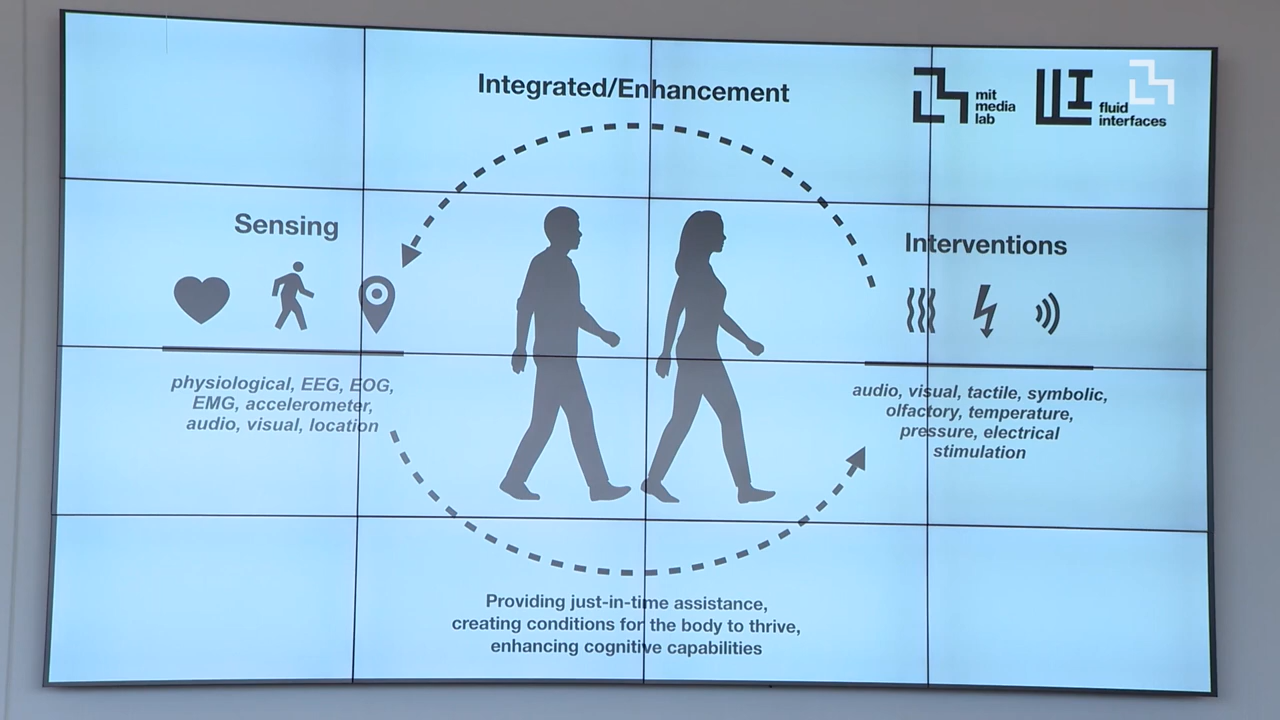 Integrated/Enhancement
mit
media
lab
fluid
interfaces
Sensing
Interventions
physiological, EEG, EOG,
EMG, accelerometer,
audio, visual, location
audio, visual, tactile, symbolic,
olfactory, temperature,
pressure, electrical
stimulation
Providing just-in-time assistance,
creating conditions for the body to thrive,
enhancing cognitive capabilities